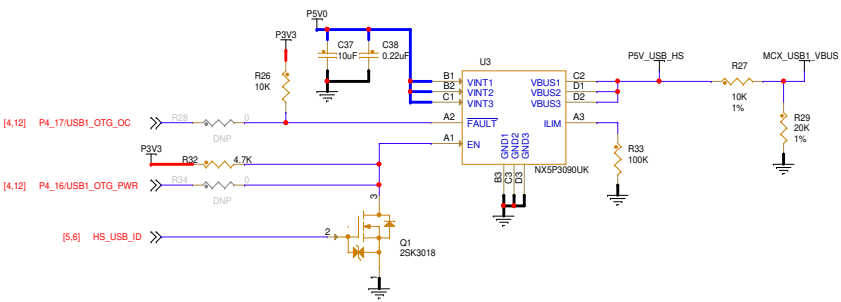 P5V0
P3V3
C37
10uF
C38
0.22uF
U3
P5V_USB_HS
MCX_USB1_VBUS
R26
10K
B1
B2
C1
VINT1
VINT2
VINT3
VBUS1
VBUS2
VBUS3
C2
D1
D2
R27
10K
1%
[4,12] P4_17/USB1_OTG_OC
R28
0
DNP
A2
FAULT
ILIM
A3
R29
20K
1%
A1
EN
GND1
GND2
GND3
R33
100K
P3V3
R32
4.7K
NX5P3090UK
B3
C3
D3
[4,12] P4_16/USB1_OTG_PWR
R34
0
DNP
3
[5,6] HS_USB_ID
2
Q1
2SK3018
1